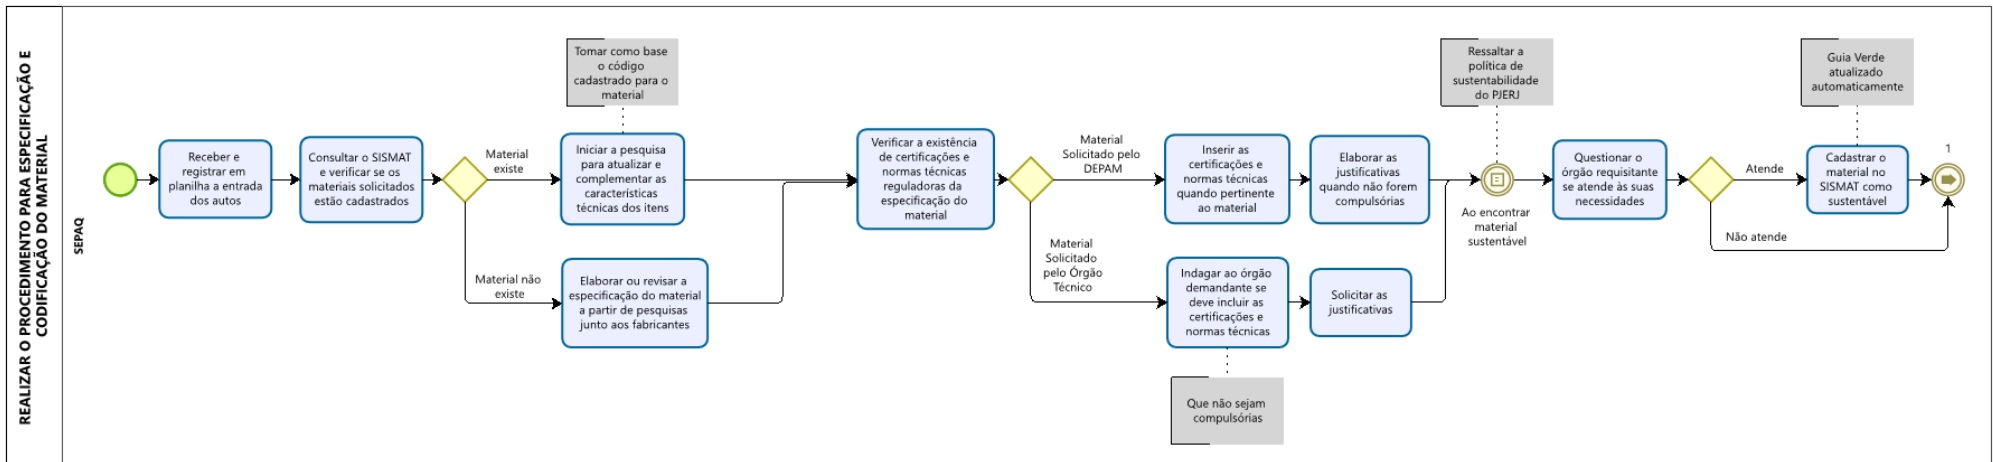 REALIZAR O PROCEDIMENTO PARA ESPECIFICAÇÃO E
CODIFICAÇÃO DO MATERIAL
SEPAQ
Receber e
registrar em
planilha a entrada
dos autos
Consultar o SISMAT
e verificar se os
materiais solicitados
estão cadastrados
Material
existe
Material não
existe
Tomar como base
o código
cadastrado para o
material
Iniciar a pesquisa
para atualizar e
complementar as
características
técnicas dos itens
Elaborar ou revisar a
especificação do material
a partir de pesquisas
junto aos fabricantes
Verificar a existência
de certificações e
normas técnicas
reguladoras da
especificação do
material
Material
Solicitado pelo
DEPAM
Material
Solicitado
pelo Órgão
Técnico
Inserir as
certificações e
normas técnicas
quando pertinente
ao material
Elaborar as
justificativas
quando não forem
compulsórias
Indagar ao órgão
demandante se
deve incluir as
certificações e
normas técnicas
Solicitar as
justificativas
Que não sejam
compulsórias
Ressaltar a
política de
sustentabilidade
do PJERJ
Ao encontrar
material
sustentável
Questionar o
órgão requisitante
se atende às suas
necessidades
Atende
Não atende
Guia Verde
atualizado
automaticamente
Cadastrar o
material no
SISMAT como
sustentável
1